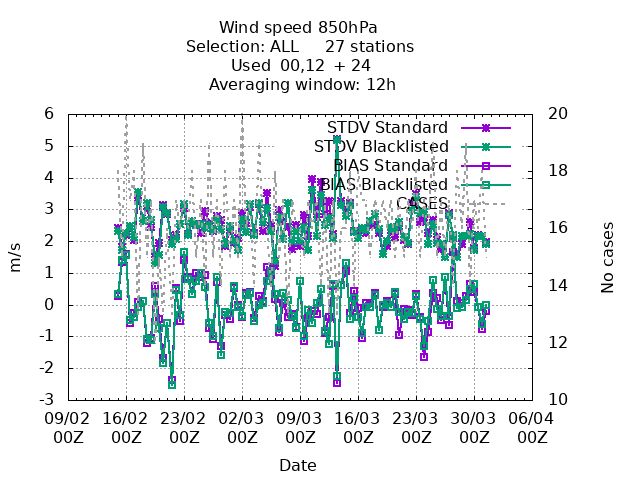 Wind speed 850hPa
Selection: ALL 27 stations
Used 00,12 + 24
Averaging window: 12h
STDV Standard
STDV Blacklisted
BIAS Standard
BIAS Blacklisted
CASES
6
5
4
3
2
1
0
-1
-2
-3
m/s
20
18
16
14
12
10
No cases
09/02 16/02 23/02 02/03 09/03 16/03 23/03 30/03 06/04
00Z 00Z 00Z 00Z 00Z 00Z 00Z 00Z 00Z
Date